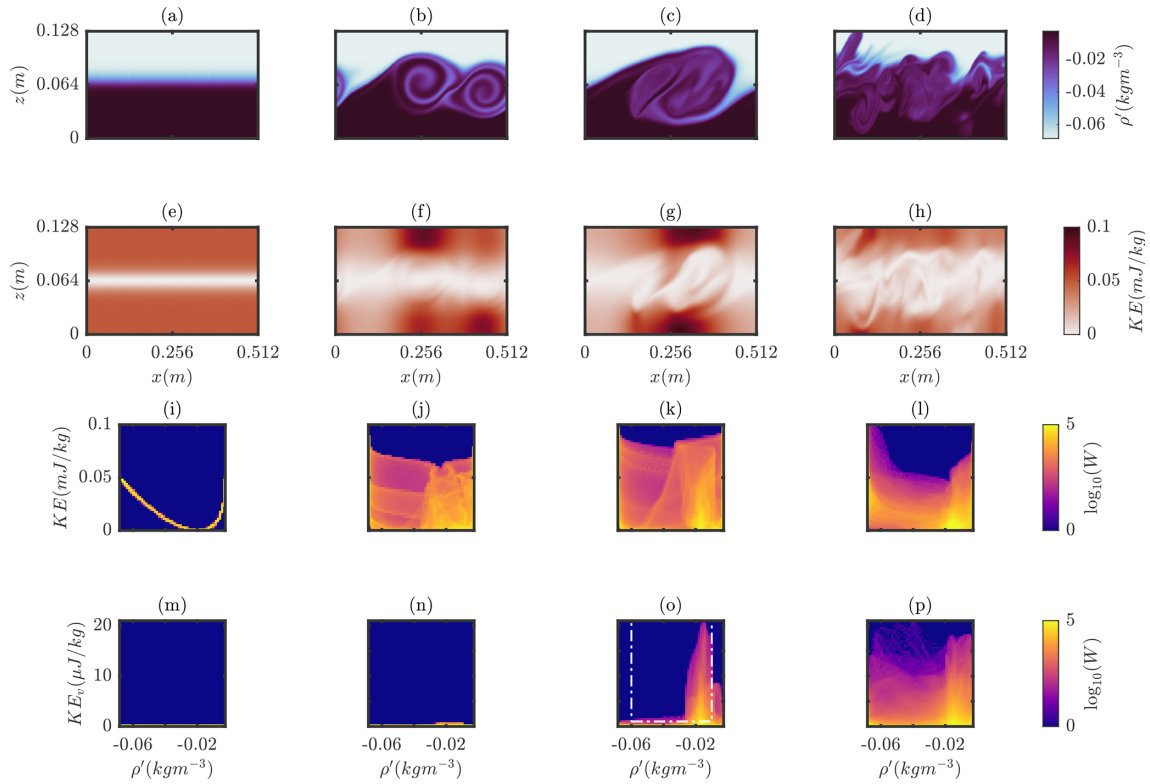 (a) (b) (c) (d)
0.128
0.064
0
z(m)
-0.02
-0.04
-0.06
ρ′(kgm⁻³)
(e) (f) (g) (h)
0.128
0.064
0
z(m)
0 0.256 0.512 0 0.256 0.512 0 0.256 0.512 0 0.256 0.512
x(m) x(m) x(m) x(m)
0.1
0.05
0
KE(mJ/kg)
(i) (j) (k) (l)
0.1
0.05
0
KE(mJ/kg)
5
0
log₁₀(W)
(m) (n) (o) (p)
20
10
0
KEᵥ(μJ/kg)
-0.06 -0.02 -0.06 -0.02 -0.06 -0.02 -0.06 -0.02
ρ′(kgm⁻³) ρ′(kgm⁻³) ρ′(kgm⁻³) ρ′(kgm⁻³)
5
0
log₁₀(W)